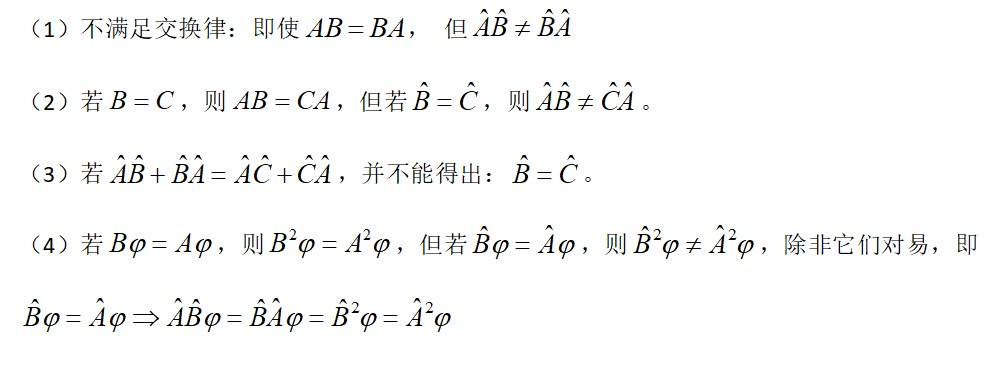 （1）不满足交换律：即使 AB = BA， 但 ÂB̂ ≠ B̂Â
（2）若 B = C，则 AB = CA，但若 B̂ = Ĉ，则 ÂB̂ ≠ ĈÂ。
（3）若 ÂB̂ + B̂Â = ÂĈ + ĈÂ，并不能得出：B̂ = Ĉ。
（4）若 Bφ = Aφ，则 B²φ = A²φ，但若 B̂φ = Âφ，则 B̂²φ ≠ Â²φ，除非它们对易，即
B̂φ = Âφ ⇒ ÂB̂φ = B̂Âφ = B̂²φ = Â²φ